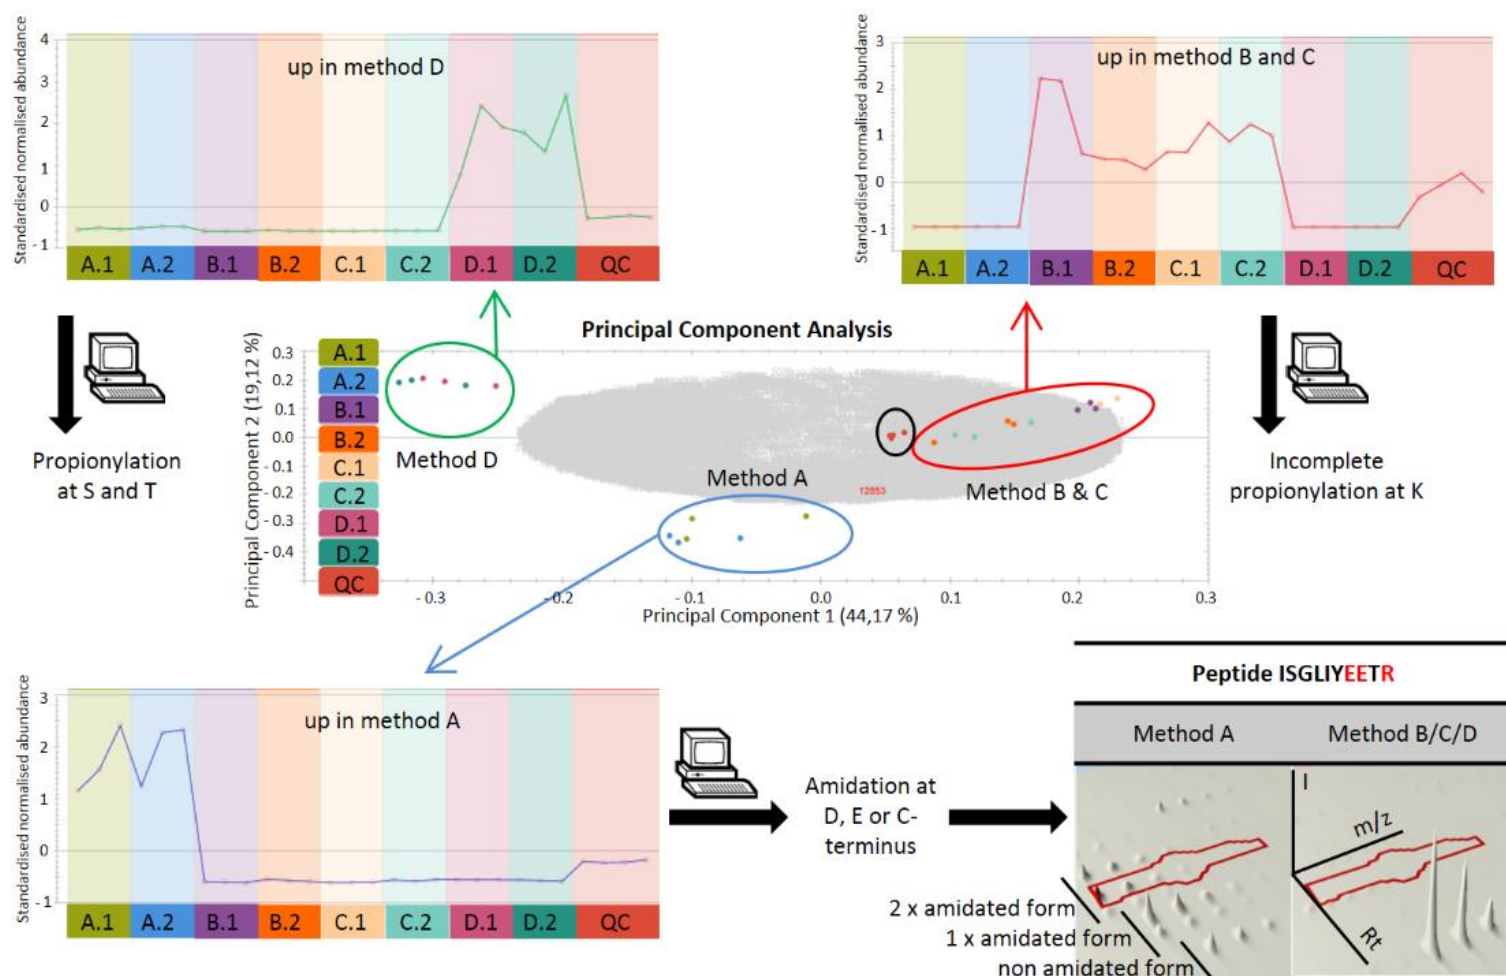 Standardised normalised abundance
4
3
2
1
0
-1
up in method D
A.1 A.2 B.1 B.2 C.1 C.2 D.1 D.2 QC
Standardised normalised abundance
3
2
1
0
-1
up in method B and C
A.1 A.2 B.1 B.2 C.1 C.2 D.1 D.2 QC
Propionylation
at S and T
Principal Component Analysis
A.1
A.2
B.1
B.2
C.1
C.2
D.1
D.2
QC
Principal Component 2 (19,12 %)
0.3
0.2
0.1
0.0
-0.1
-0.2
-0.3
-0.4
Method D
Method A
12853
Method B & C
-0.3 -0.2 -0.1 0.0 0.1 0.2 0.3
Principal Component 1 (44,17 %)
Incomplete
propionylation at K
Standardised normalised abundance
3
2
1
0
-1
up in method A
A.1 A.2 B.1 B.2 C.1 C.2 D.1 D.2 QC
Amidation at
D, E or C-
terminus
Peptide ISGLIYEETR
Method A Method B/C/D
I
m/z
Rt
2 x amidated form
1 x amidated form
non amidated form